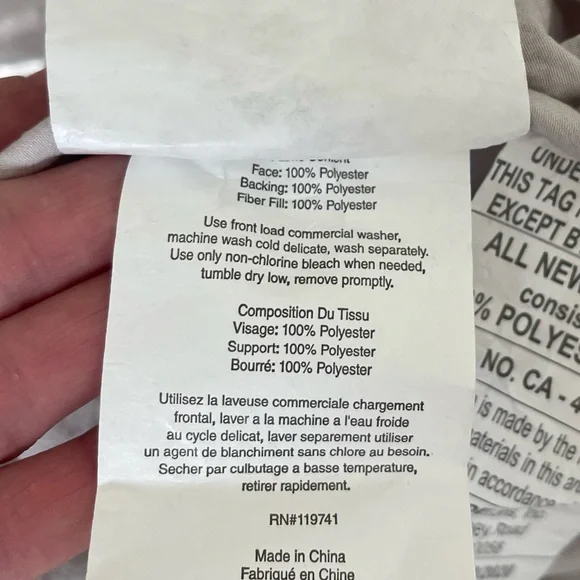 Face: 100% Polyester
Backing: 100% Polyester
Fiber Fill: 100% Polyester
Use front load commercial washer,
machine wash cold delicate, wash separately.
Use only non-chlorine bleach when needed,
tumble dry low, remove promptly.
Composition Du Tissu
Visage: 100% Polyester
Support: 100% Polyester
Bourré: 100% Polyester
Utilisez la laveuse commerciale chargement
frontal, laver a la machine a l'eau froide
au cycle delicat, laver separement utiliser
un agent de blanchiment sans chlore au besoin.
Secher par culbutage a basse temperature,
retirer rapidement.
RN#119741
Made in China
Fabriqué en Chine
UNDE
THIS TAG
EXCEPT B
ALL NEW
consis
% POLYES
NO. CA - 4
is made by the
aterials in this
in accordance
Road